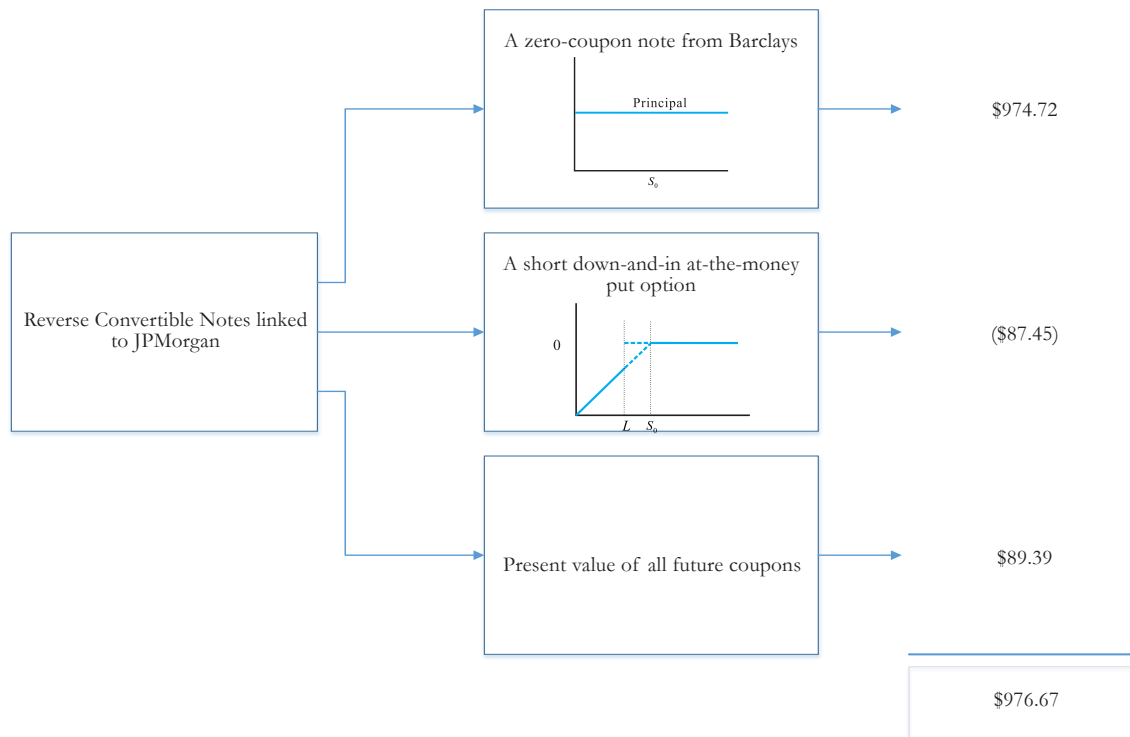 A zero-coupon note from Barclays
Principal
S₀
$974.72
Reverse Convertible Notes linked
to JPMorgan
A short down-and-in at-the-money
put option
0
L S₀
($87.45)
Present value of all future coupons
$89.39
$976.67